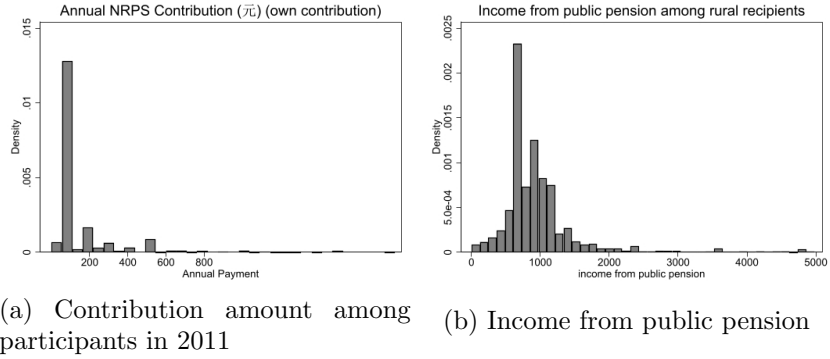 Annual NRPS Contribution (元) (own contribution)
.015
.01
.005
0
Density
200 400 600 800
Annual Payment
(a) Contribution amount among
participants in 2011
Income from public pension among rural recipients
.0025
.002
.0015
.001
5.0e-04
0
Density
0 1000 2000 3000 4000 5000
income from public pension
(b) Income from public pension